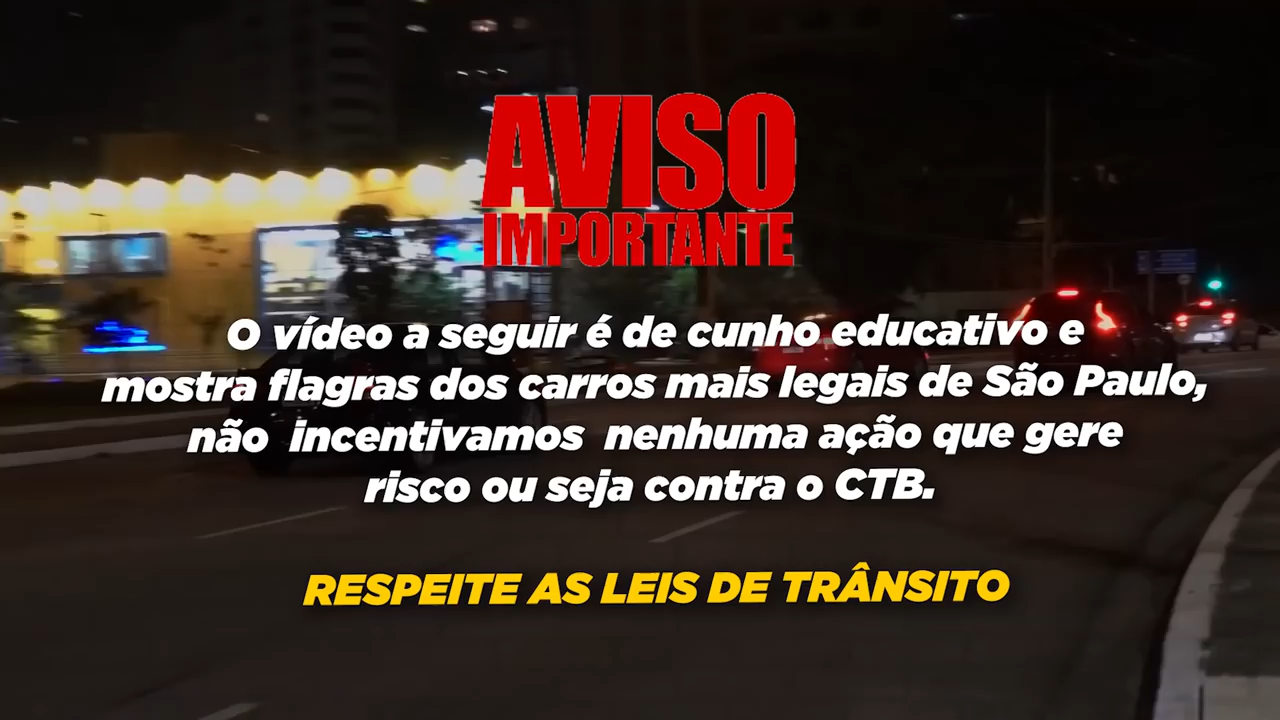 AVISO
IMPORTANTE
O vídeo a seguir é de cunho educativo e
mostra flagras dos carros mais legais de São Paulo,
não incentivamos nenhuma ação que gere
risco ou seja contra o CTB.
RESPEITE AS LEIS DE TRÂNSITO